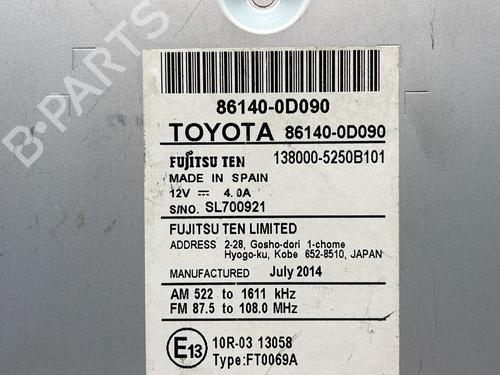 86140-0D090
TOYOTA 86140-0D090
FUJITSU TEN 138000-5250B101
MADE IN SPAIN
12V ⎓ 4.0A
S/NO. SL700921
FUJITSU TEN LIMITED
ADDRESS 2-28, Gosho-dori 1-chome
Hyogo-ku, Kobe 652-8510, JAPAN
MANUFACTURED July 2014
AM 522 to 1611 kHz
FM 87.5 to 108.0 MHz
E13 10R-03 13058
Type:FT0069A
B-PARTS